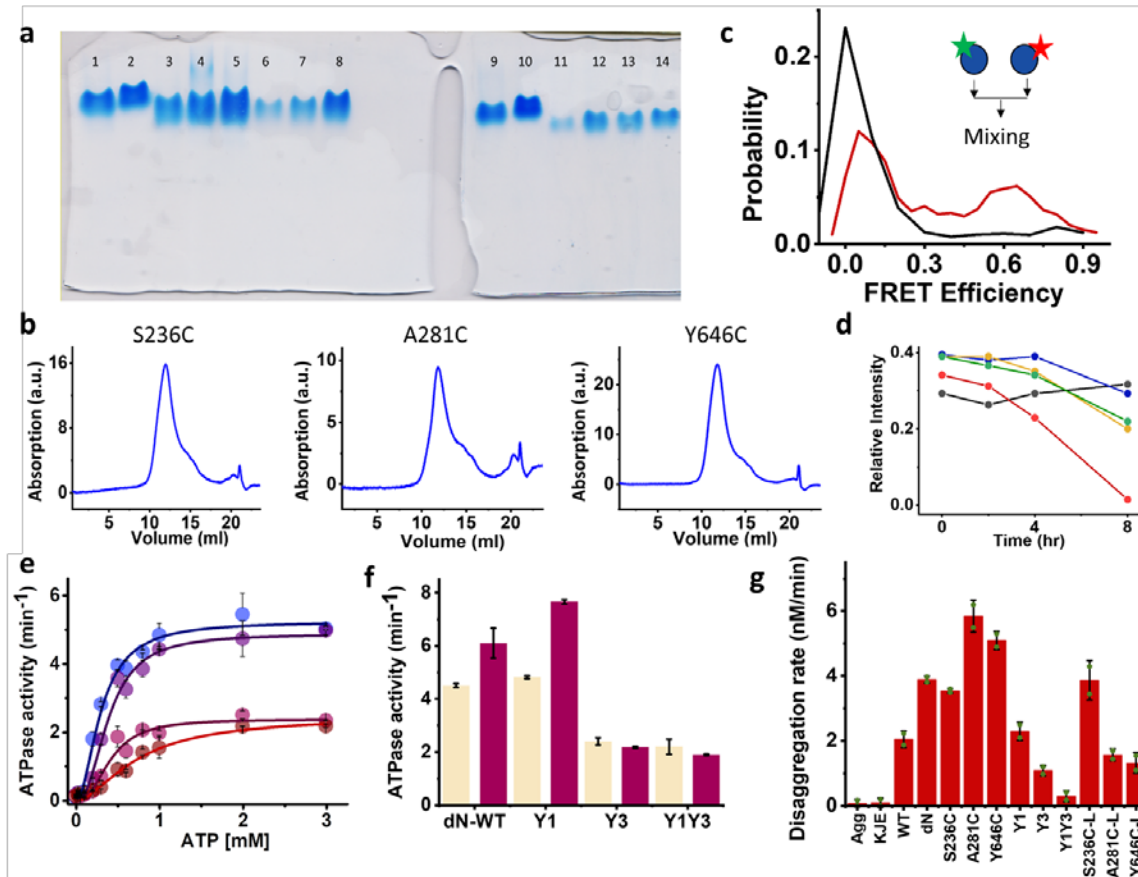 a
1 2 3 4 5 6 7 8 9 10 11 12 13 14
c
Probability
0.2
0.1
0.0
0.0 0.3 0.6 0.9
FRET Efficiency
Mixing
b
S236C
Absorption (a.u.)
16
8
0
5 10 15 20
Volume (ml)
A281C
Absorption (a.u.)
10
5
0
5 10 15 20
Volume (ml)
Y646C
Absorption (a.u.)
20
10
0
5 10 15 20
Volume (ml)
d
Relative Intensity
0.4
0.2
0.0
0 4 8
Time (hr)
e
ATPase activity (min-1)
6
4
2
0
0 1 2 3
ATP [mM]
f
ATPase activity (min-1)
8
6
4
2
0
dN-WT Y1 Y3 Y1Y3
g
Disaggregation rate (nM/min)
6
4
2
0
Agg
KJE
WT
dN
S236C
A281C
Y646C
Y1
Y3
Y1Y3
S236C-L
A281C-L
Y646C-L